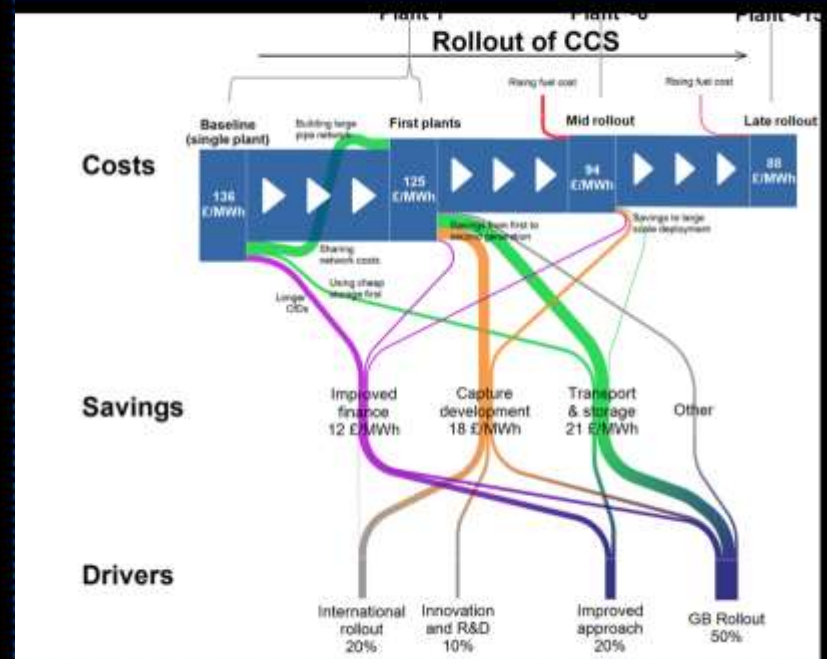 Plant 1
Rollout of CCS
Rising fuel cost
Rising fuel cost
Baseline
(single plant)
Building large
pipe network
First plants
Mid rollout
Late rollout
Costs
136
£/MWh
125
£/MWh
94
£/MWh
88
£/MWh
Sharing
network costs
Savings from first to
second generation
Savings to large
scale deployment
Using cheap
storage first
Longer
CfDs
Savings
Improved
finance
12 £/MWh
Capture
development
18 £/MWh
Transport
& storage
21 £/MWh
Other
Drivers
International
rollout
20%
Innovation
and R&D
10%
Improved
approach
20%
GB Rollout
50%